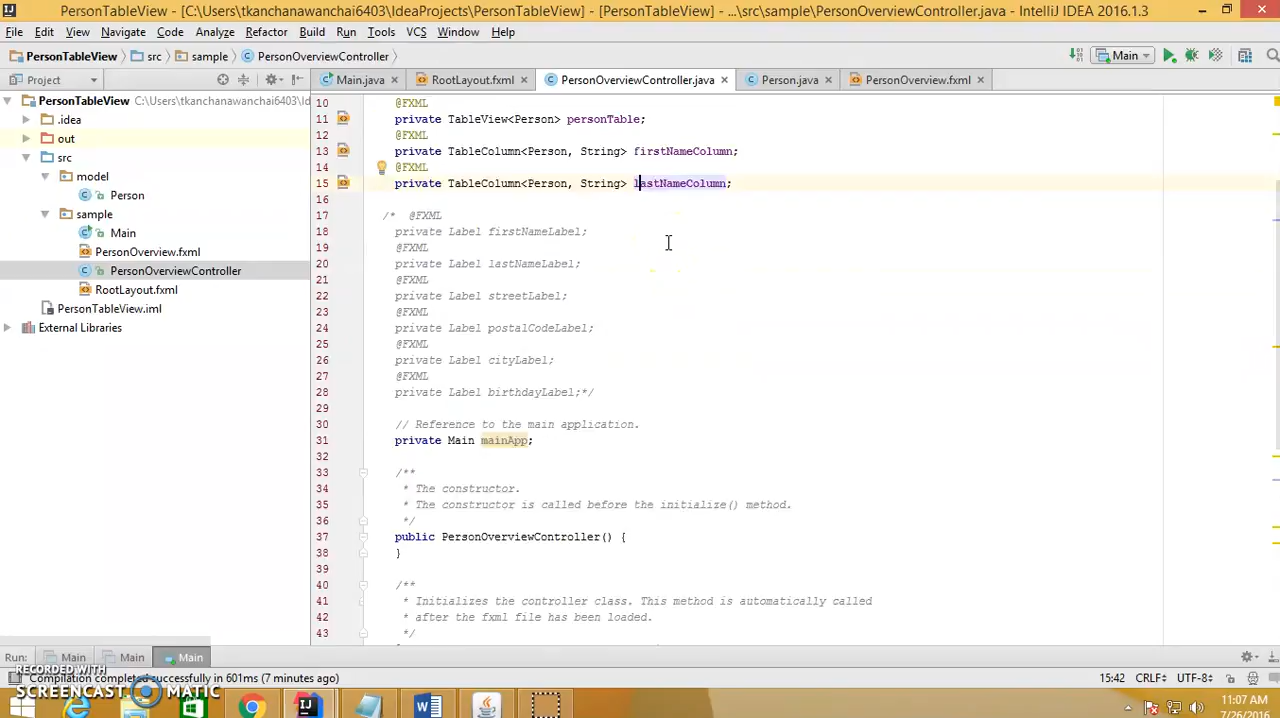 PersonTableView - [C:\Users\tkanchanawanchai6403\IdeaProjects\PersonTableView] - [PersonTableView] - ...\src\sample\PersonOverviewController.java - IntelliJ IDEA 2016.1.3
File Edit View Navigate Code Analyze Refactor Build Run Tools VCS Window Help
PersonTableView src sample PersonOverviewController Main
Project Main.java RootLayout.fxml PersonOverviewController.java Person.java PersonOverview.fxml
PersonTableView C:\Users\tkanchanawanchai6403\Id
.idea
out
src
model
Person
sample
Main
PersonOverview.fxml
PersonOverviewController
RootLayout.fxml
PersonTableView.iml
External Libraries
10 @FXML
11 private TableView<Person> personTable;
12 @FXML
13 private TableColumn<Person, String> firstNameColumn;
14 @FXML
15 private TableColumn<Person, String> lastNameColumn;
16
17 /* @FXML
18 private Label firstNameLabel;
19 @FXML
20 private Label lastNameLabel;
21 @FXML
22 private Label streetLabel;
23 @FXML
24 private Label postalCodeLabel;
25 @FXML
26 private Label cityLabel;
27 @FXML
28 private Label birthdayLabel;*/
29
30 // Reference to the main application.
31 private Main mainApp;
32
33 /**
34 * The constructor.
35 * The constructor is called before the initialize() method.
36 */
37 public PersonOverviewController() {
38 }
39
40 /**
41 * Initializes the controller class. This method is automatically called
42 * after the fxml file has been loaded.
43 */
Run: Main Main Main
Compilation completed successfully in 601ms (7 minutes ago) 15:42 CRLF÷ UTF-8÷
RECORDED WITH
SCREENCAST MATIC
11:07 AM
7/26/2016